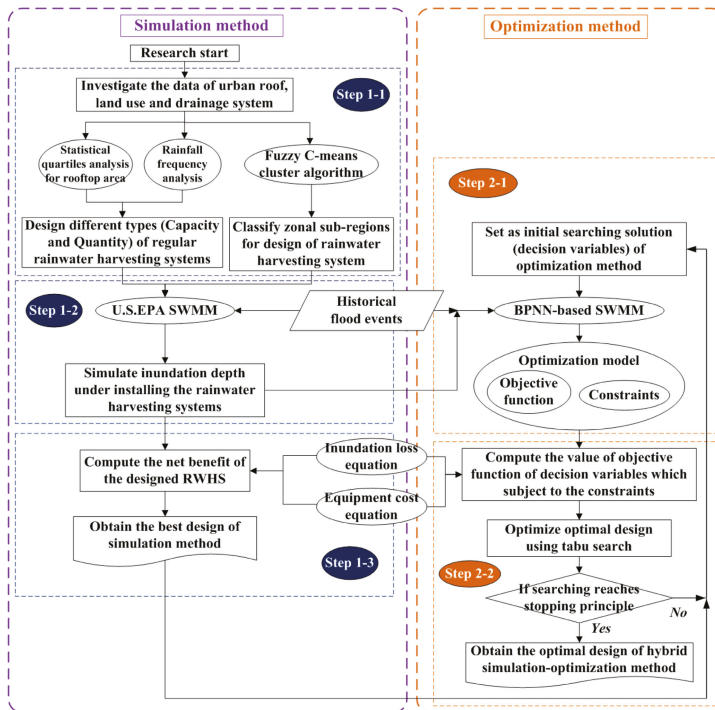 Simulation method
Optimization method
Research start
Investigate the data of urban roof,
land use and drainage system
Step 1-1
Statistical
quartiles analysis
for rooftop area
Rainfall
frequency
analysis
Fuzzy C-means
cluster algorithm
Design different types (Capacity
and Quantity) of regular
rainwater harvesting systems
Classify zonal sub-regions
for design of rainwater
harvesting system
Step 2-1
Set as initial searching solution
(decision variables) of
optimization method
Step 1-2
U.S.EPA SWMM
Historical
flood events
BPNN-based SWMM
Simulate inundation depth
under installing the rainwater
harvesting systems
Optimization model
Objective
function
Constraints
Compute the net benefit of
the designed RWHS
Inundation loss
equation
Equipment cost
equation
Compute the value of objective
function of decision variables which
subject to the constraints
Obtain the best design of
simulation method
Step 1-3
Optimize optimal design
using tabu search
Step 2-2
If searching reaches
stopping principle
No
Yes
Obtain the optimal design of hybrid
simulation-optimization method